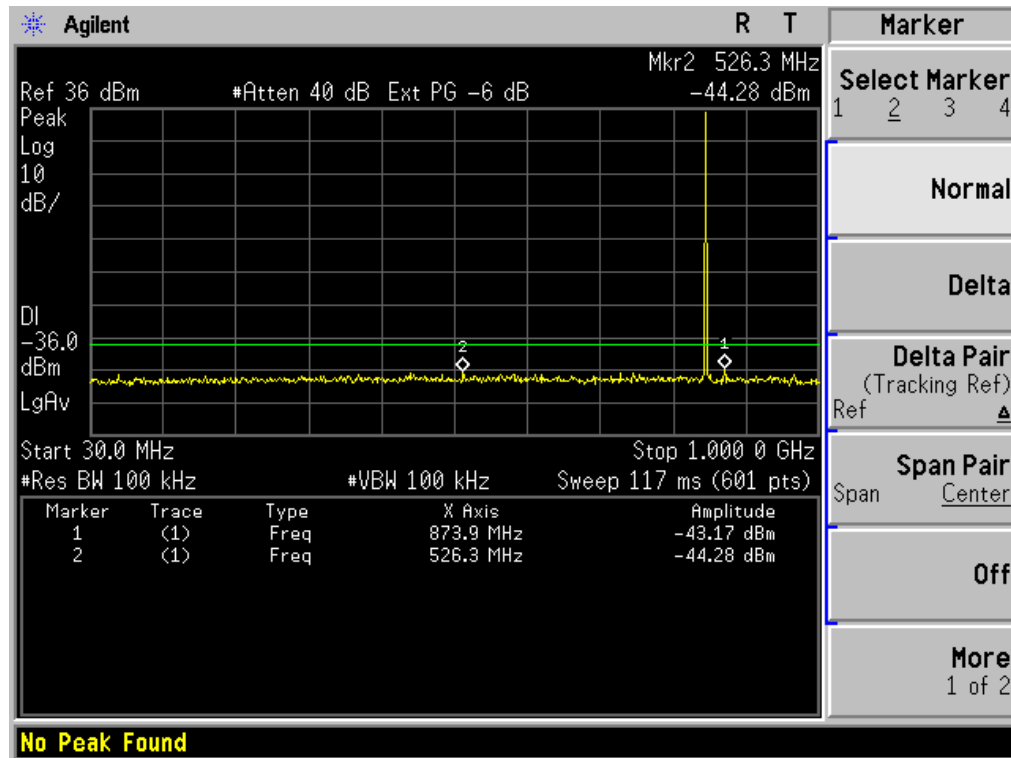 Agilent R T
Mkr2 526.3 MHz
Ref 36 dBm #Atten 40 dB Ext PG -6 dB -44.28 dBm
Peak
Log
10
dB/
DI
-36.0
dBm
LgAv
2
1
Start 30.0 MHz Stop 1.000 0 GHz
#Res BW 100 kHz #VBW 100 kHz Sweep 117 ms (601 pts)
Marker Trace Type X Axis Amplitude
1 (1) Freq 873.9 MHz -43.17 dBm
2 (1) Freq 526.3 MHz -44.28 dBm
No Peak Found
Marker
Select Marker
1 2 3 4
Normal
Delta
Delta Pair
(Tracking Ref)
Ref Δ
Span Pair
Span Center
Off
More
1 of 2